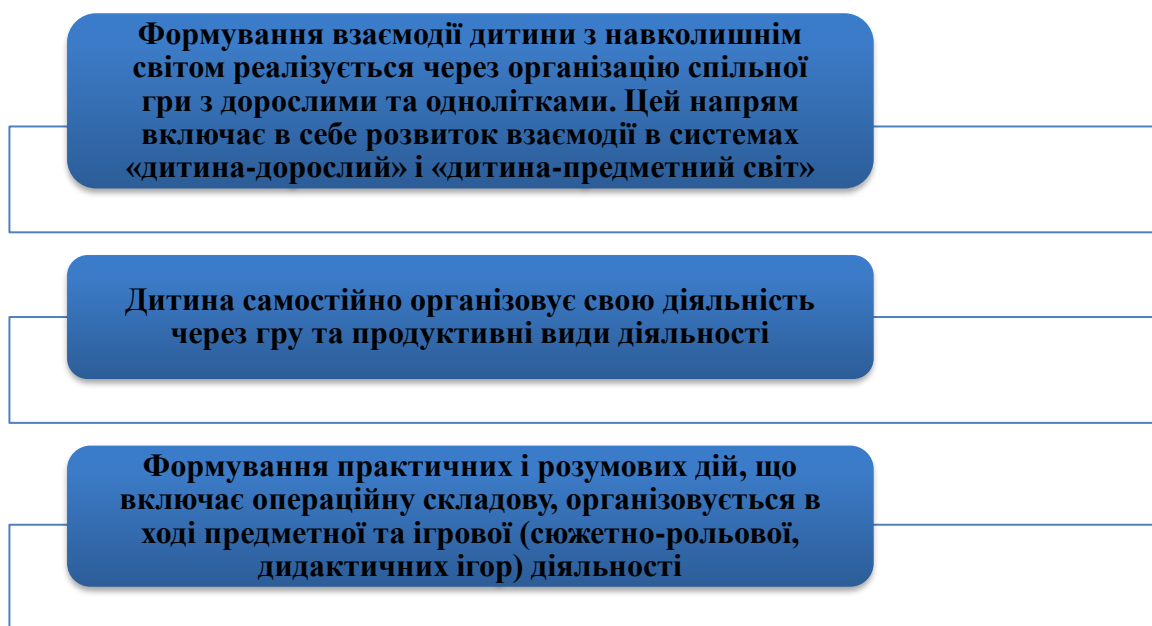 Формування взаємодії дитини з навколишнім
світом реалізується через організацію спільної
гри з дорослими та однолітками. Цей напрям
включає в себе розвиток взаємодії в системах
«дитина-дорослий» і «дитина-предметний світ»
Дитина самостійно організовує свою діяльність
через гру та продуктивні види діяльності
Формування практичних і розумових дій, що
включає операційну складову, організовується в
ході предметної та ігрової (сюжетно-рольової,
дидактичних ігор) діяльності